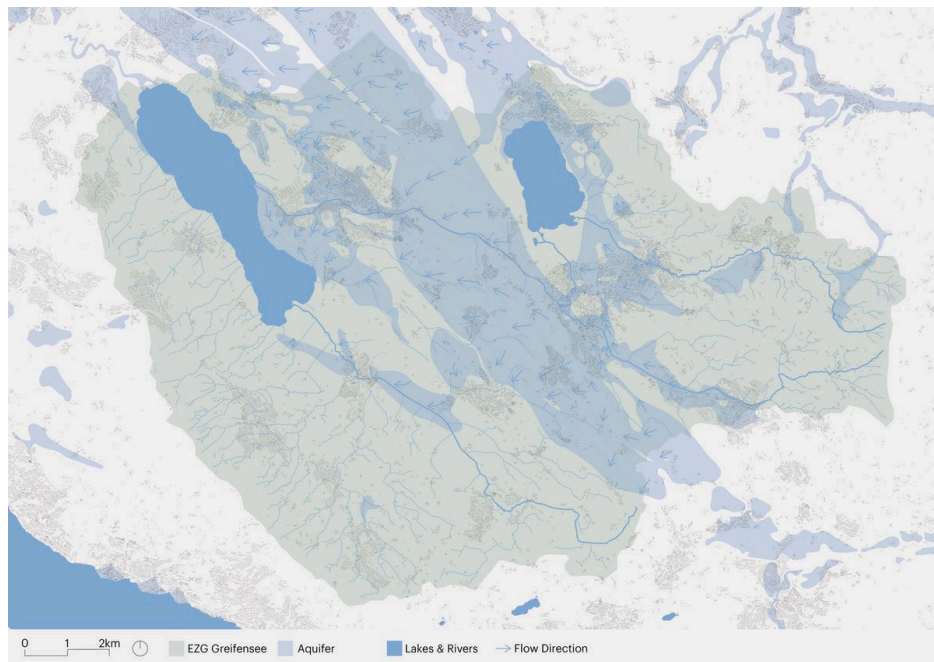 0 1 2km
EZG Greifensee
Aquifer
Lakes & Rivers
Flow Direction